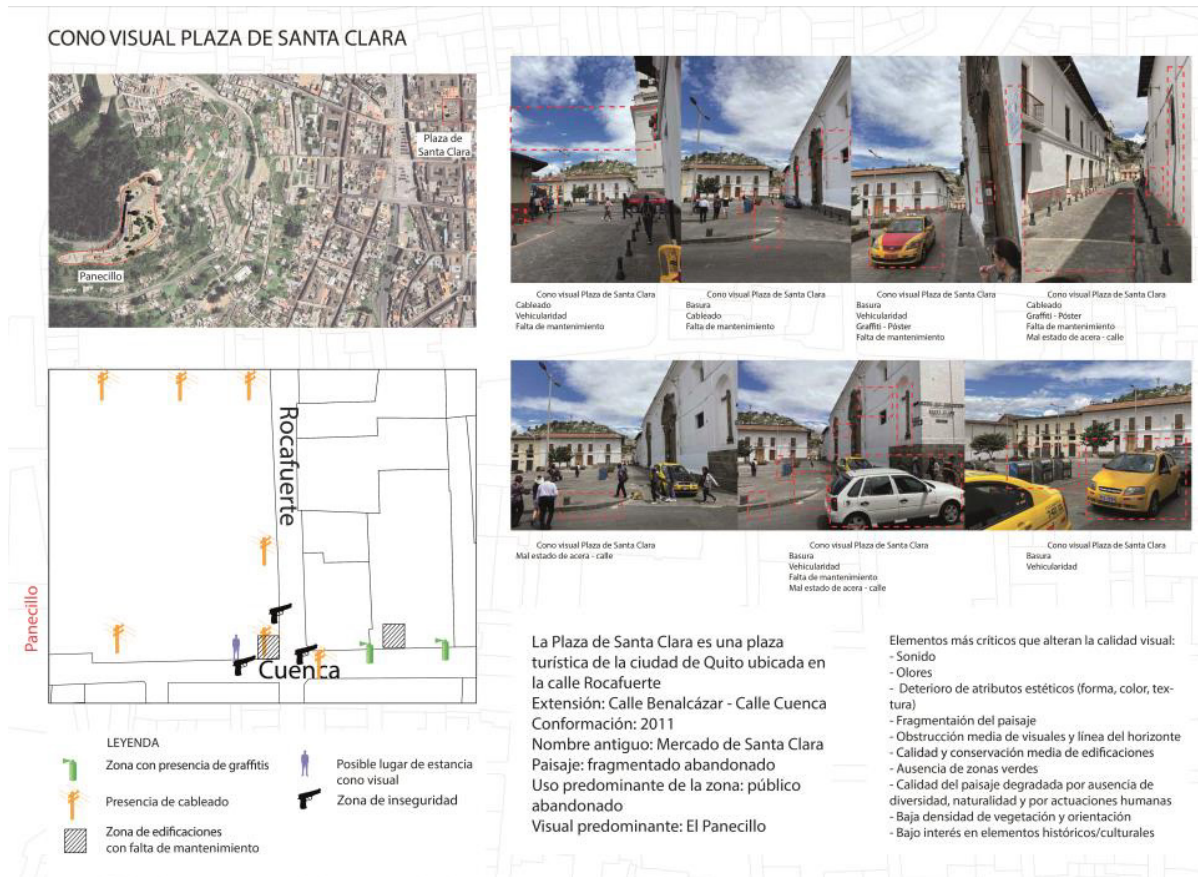 CONO VISUAL PLAZA DE SANTA CLARA
Plaza de
Santa Clara
Panecillo
Cono visual Plaza de Santa Clara
Cableado
Vehicularidad
Falta de mantenimiento
Cono visual Plaza de Santa Clara
Basura
Cableado
Falta de mantenimiento
Cono visual Plaza de Santa Clara
Basura
Vehicularidad
Graffiti - Póster
Falta de mantenimiento
Cono visual Plaza de Santa Clara
Cableado
Graffiti - Póster
Falta de mantenimiento
Mal estado de acera - calle
Rocafuerte
Cuenca
Panecillo
Cono visual Plaza de Santa Clara
Mal estado de acera - calle
Cono visual Plaza de Santa Clara
Basura
Vehicularidad
Falta de mantenimiento
Mal estado de acera - calle
Cono visual Plaza de Santa Clara
Basura
Vehicularidad
LEYENDA
Zona con presencia de graffitis
Presencia de cableado
Zona de edificaciones
con falta de mantenimiento
Posible lugar de estancia
cono visual
Zona de inseguridad
La Plaza de Santa Clara es una plaza
turística de la ciudad de Quito ubicada en
la calle Rocafuerte
Extensión: Calle Benalcázar - Calle Cuenca
Conformación: 2011
Nombre antiguo: Mercado de Santa Clara
Paisaje: fragmentado abandonado
Uso predominante de la zona: público
abandonado
Visual predominante: El Panecillo
Elementos más críticos que alteran la calidad visual:
- Sonido
- Olores
- Deterioro de atributos estéticos (forma, color, tex-
tura)
- Fragmentaión del paisaje
- Obstrucción media de visuales y línea del horizonte
- Calidad y conservación media de edificaciones
- Ausencia de zonas verdes
- Calidad del paisaje degradada por ausencia de
diversidad, naturalidad y por actuaciones humanas
- Baja densidad de vegetación y orientación
- Bajo interés en elementos históricos/culturales